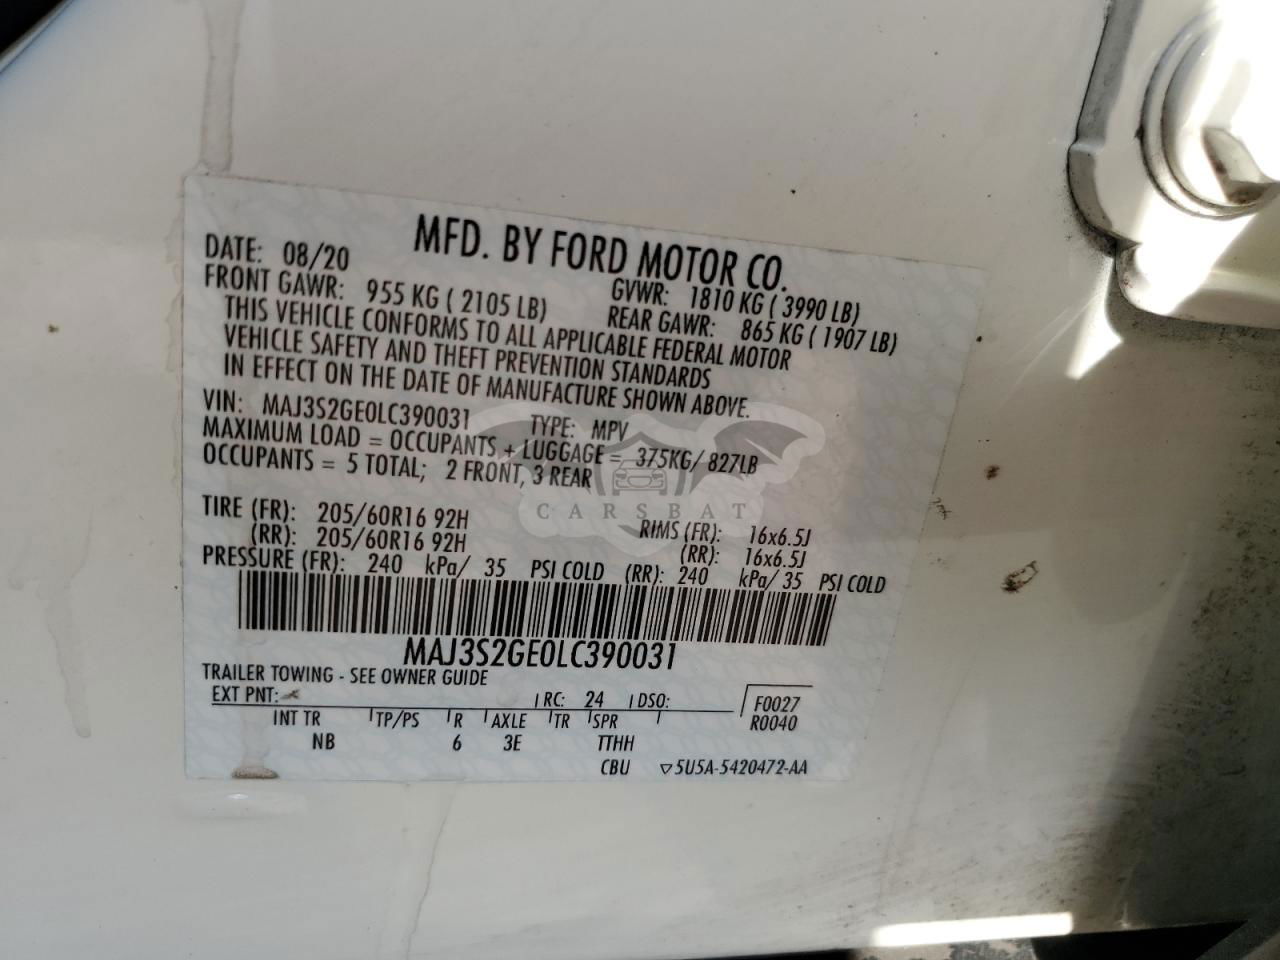 MFD. BY FORD MOTOR CO.
DATE: 08/20 GVWR: 1810 KG ( 3990 LB)
FRONT GAWR: 955 KG ( 2105 LB) REAR GAWR: 865 KG ( 1907 LB)
THIS VEHICLE CONFORMS TO ALL APPLICABLE FEDERAL MOTOR
VEHICLE SAFETY AND THEFT PREVENTION STANDARDS
IN EFFECT ON THE DATE OF MANUFACTURE SHOWN ABOVE.
VIN: MAJ3S2GE0LC390031 TYPE: MPV
MAXIMUM LOAD = OCCUPANTS + LUGGAGE = 375KG/ 827LB
OCCUPANTS = 5 TOTAL; 2 FRONT, 3 REAR
CARSBAT
TIRE (FR): 205/60R16 92H RIMS (FR): 16x6.5J
(RR): 205/60R16 92H (RR): 16x6.5J
PRESSURE (FR): 240 kPa/ 35 PSI COLD (RR): 240 kPa/ 35 PSI COLD
MAJ3S2GE0LC390031
TRAILER TOWING - SEE OWNER GUIDE
EXT PNT: RC: 24 DSO: F0027
INT TR TP/PS R AXLE TR SPR R0040
NB 6 3E TTHH
CBU ▽5U5A-5420472-AA